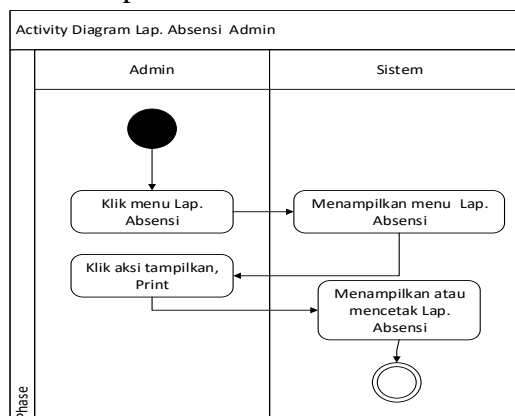 Activity Diagram Lap. Absensi Admin
Admin
Sistem
Klik menu Lap.
Absensi
Menampilkan menu Lap.
Absensi
Klik aksi tampilkan,
Print
Menampilkan atau
mencetak Lap.
Absensi
Phase